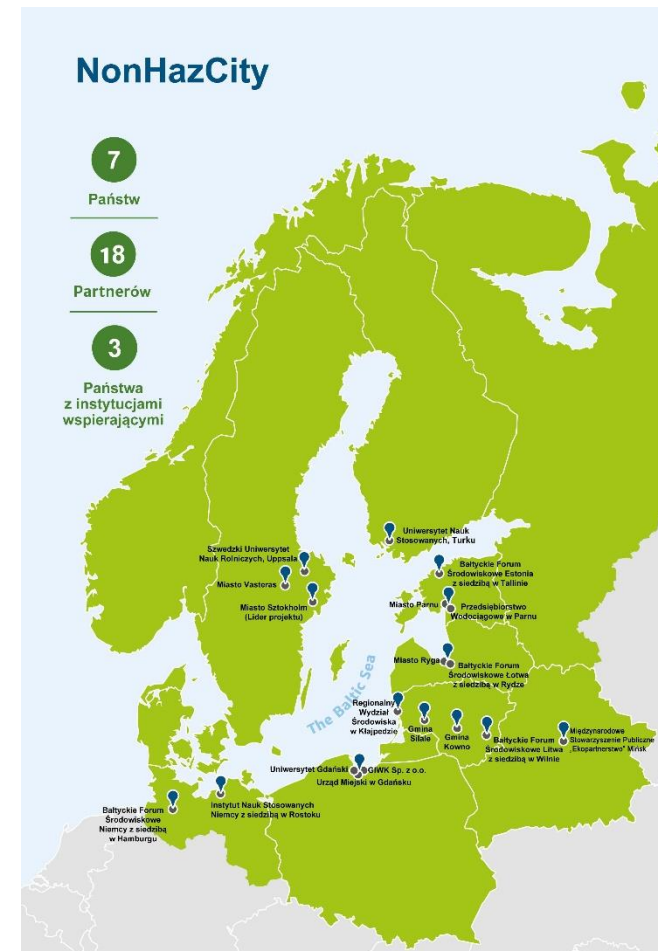 NonHazCity
7
Państw
18
Partnerów
3
Państwa
z instytucjami
wspierającymi
Uniwersytet Nauk
Stosowanych, Turku
Szwedzki Uniwersytet
Nauk Rolniczych, Uppsala
Miasto Vasteras
Miasto Sztokholm
(Lider projektu)
Bałtyckie Forum
Środowiskowe Estonia
z siedzibą w Tallinie
Miasto Parnu
Przedsiębiorstwo
Wodociągowe w Parnu
Miasto Ryga
Bałtyckie Forum
Środowiskowe Łotwa
z siedzibą w Rydze
The Baltic Sea
Regionalny
Wydział
Środowiska
w Kłajpedzie
Gmina
Silale
Gmina
Kowno
Bałtyckie Forum
Środowiskowe Litwa
z siedzibą w Wilnie
Międzynarodowe
Stowarzyszenie Publiczne
„Ekopartnerstwo” Mińsk
Uniwersytet Gdański
GIWK Sp. z o.o.
Urząd Miejski w Gdańsku
Instytut Nauk Stosowanych
Niemcy z siedzibą w Rostoku
Bałtyckie Forum
Środowiskowe
Niemcy z siedzibą
w Hamburgu